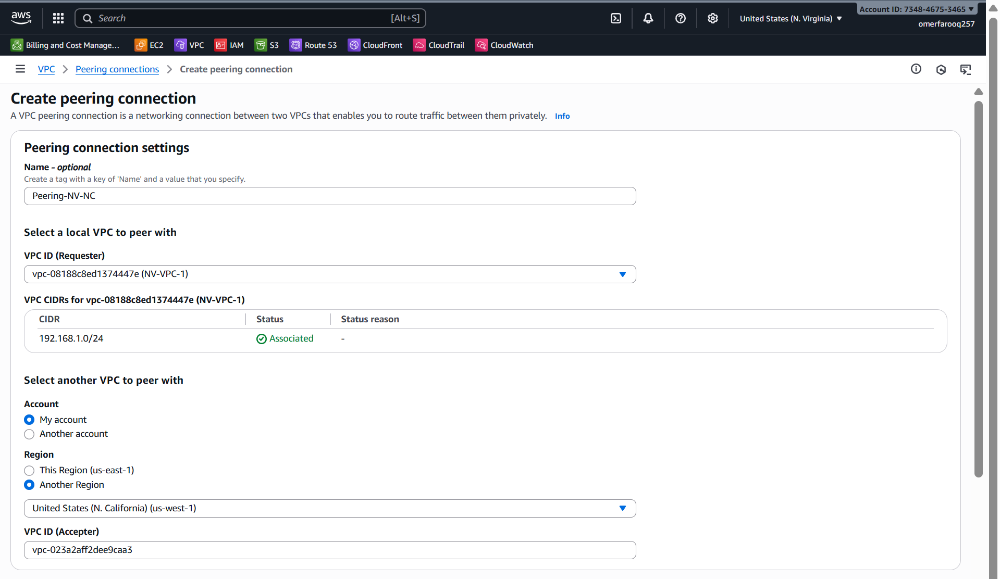 aws
Search [Alt+S]
United States (N. Virginia)
Account ID: 7348-4675-3465
omerfarooq257
Billing and Cost Manage... EC2 VPC IAM S3 Route 53 CloudFront CloudTrail CloudWatch
VPC Peering connections Create peering connection
Create peering connection
A VPC peering connection is a networking connection between two VPCs that enables you to route traffic between them privately. Info
Peering connection settings
Name - optional
Create a tag with a key of 'Name' and a value that you specify.
Peering-NV-NC
Select a local VPC to peer with
VPC ID (Requester)
vpc-08188c8ed1374447e (NV-VPC-1)
VPC CIDRs for vpc-08188c8ed1374447e (NV-VPC-1)
CIDR Status Status reason
192.168.1.0/24 Associated -
Select another VPC to peer with
Account
My account
Another account
Region
This Region (us-east-1)
Another Region
United States (N. California) (us-west-1)
VPC ID (Accepter)
vpc-023a2aff2dee9caa3